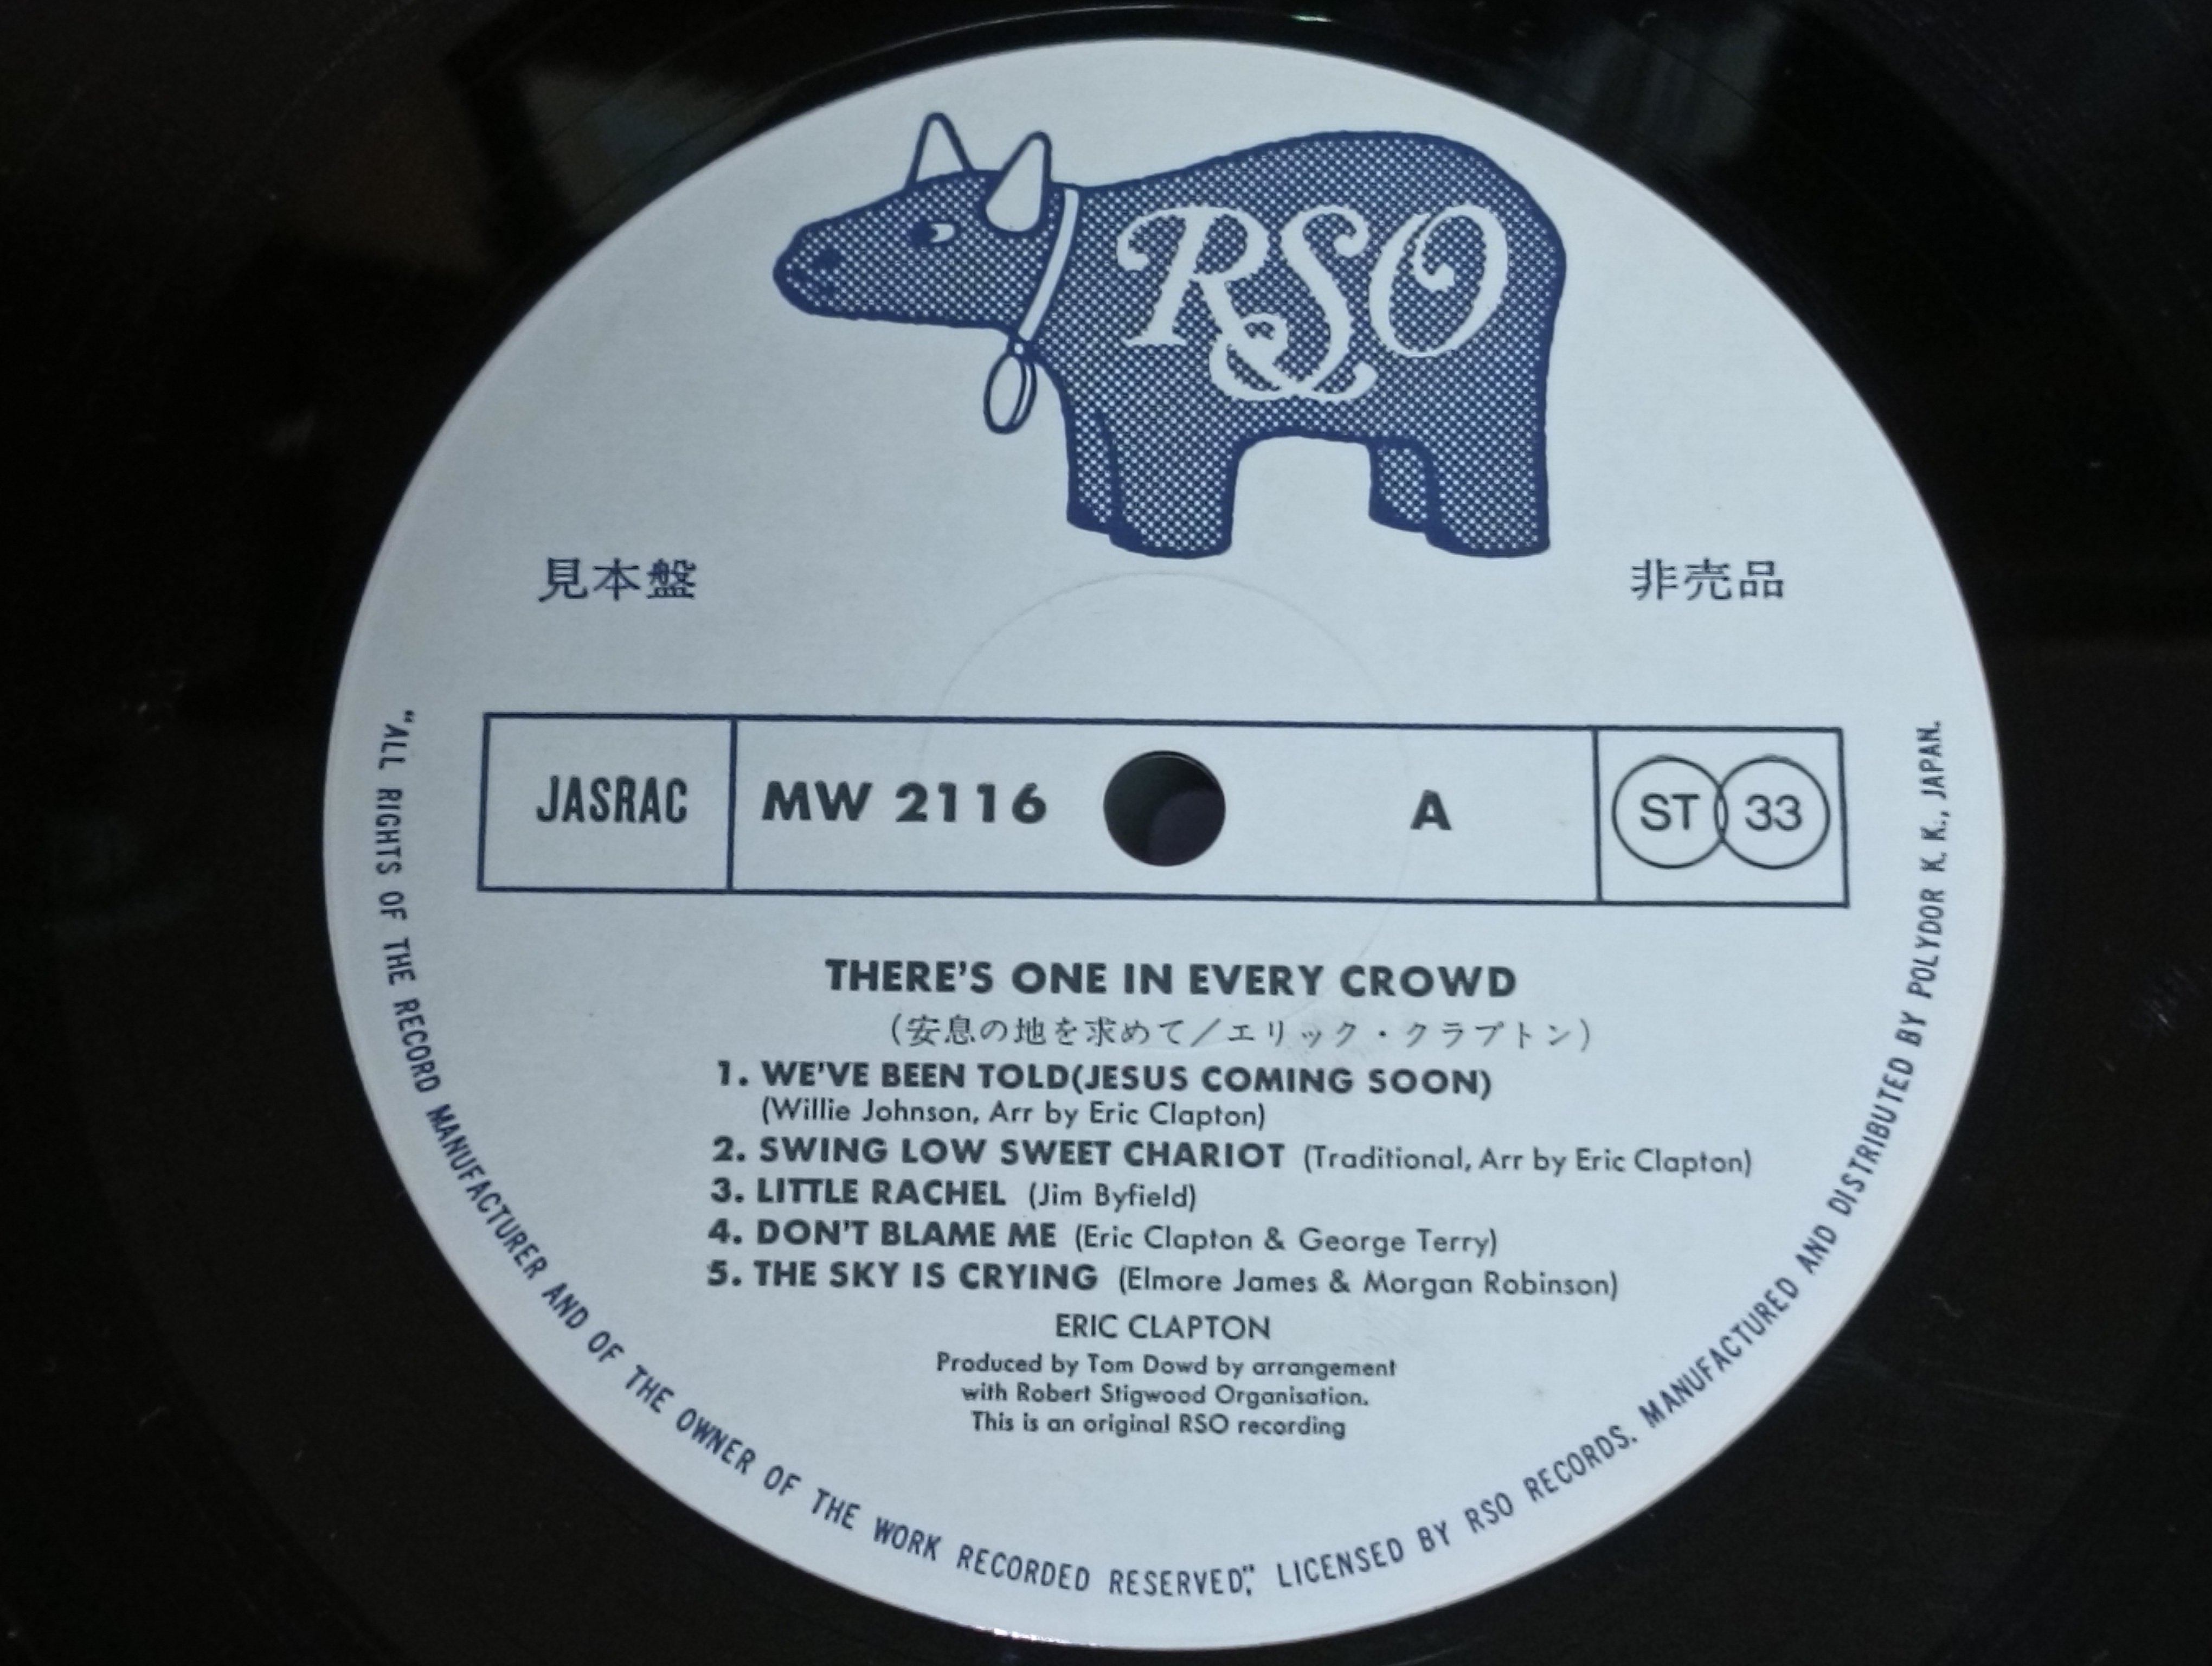 RSO
見本盤
非売品
JASRAC
MW 2116
A
ST 33
THERE'S ONE IN EVERY CROWD
(安息の地を求めて/エリック・クラプトン)
1. WE'VE BEEN TOLD(JESUS COMING SOON)
(Willie Johnson, Arr by Eric Clapton)
2. SWING LOW SWEET CHARIOT (Traditional, Arr by Eric Clapton)
3. LITTLE RACHEL (Jim Byfield)
4. DON'T BLAME ME (Eric Clapton & George Terry)
5. THE SKY IS CRYING (Elmore James & Morgan Robinson)
ERIC CLAPTON
Produced by Tom Dowd by arrangement
with Robert Stigwood Organisation.
This is an original RSO recording
"ALL RIGHTS OF THE RECORD MANUFACTURER AND OF THE OWNER OF THE WORK RECORDED RESERVED," LICENSED BY RSO RECORDS. MANUFACTURED AND DISTRIBUTED BY POLYDOR K. K., JAPAN.